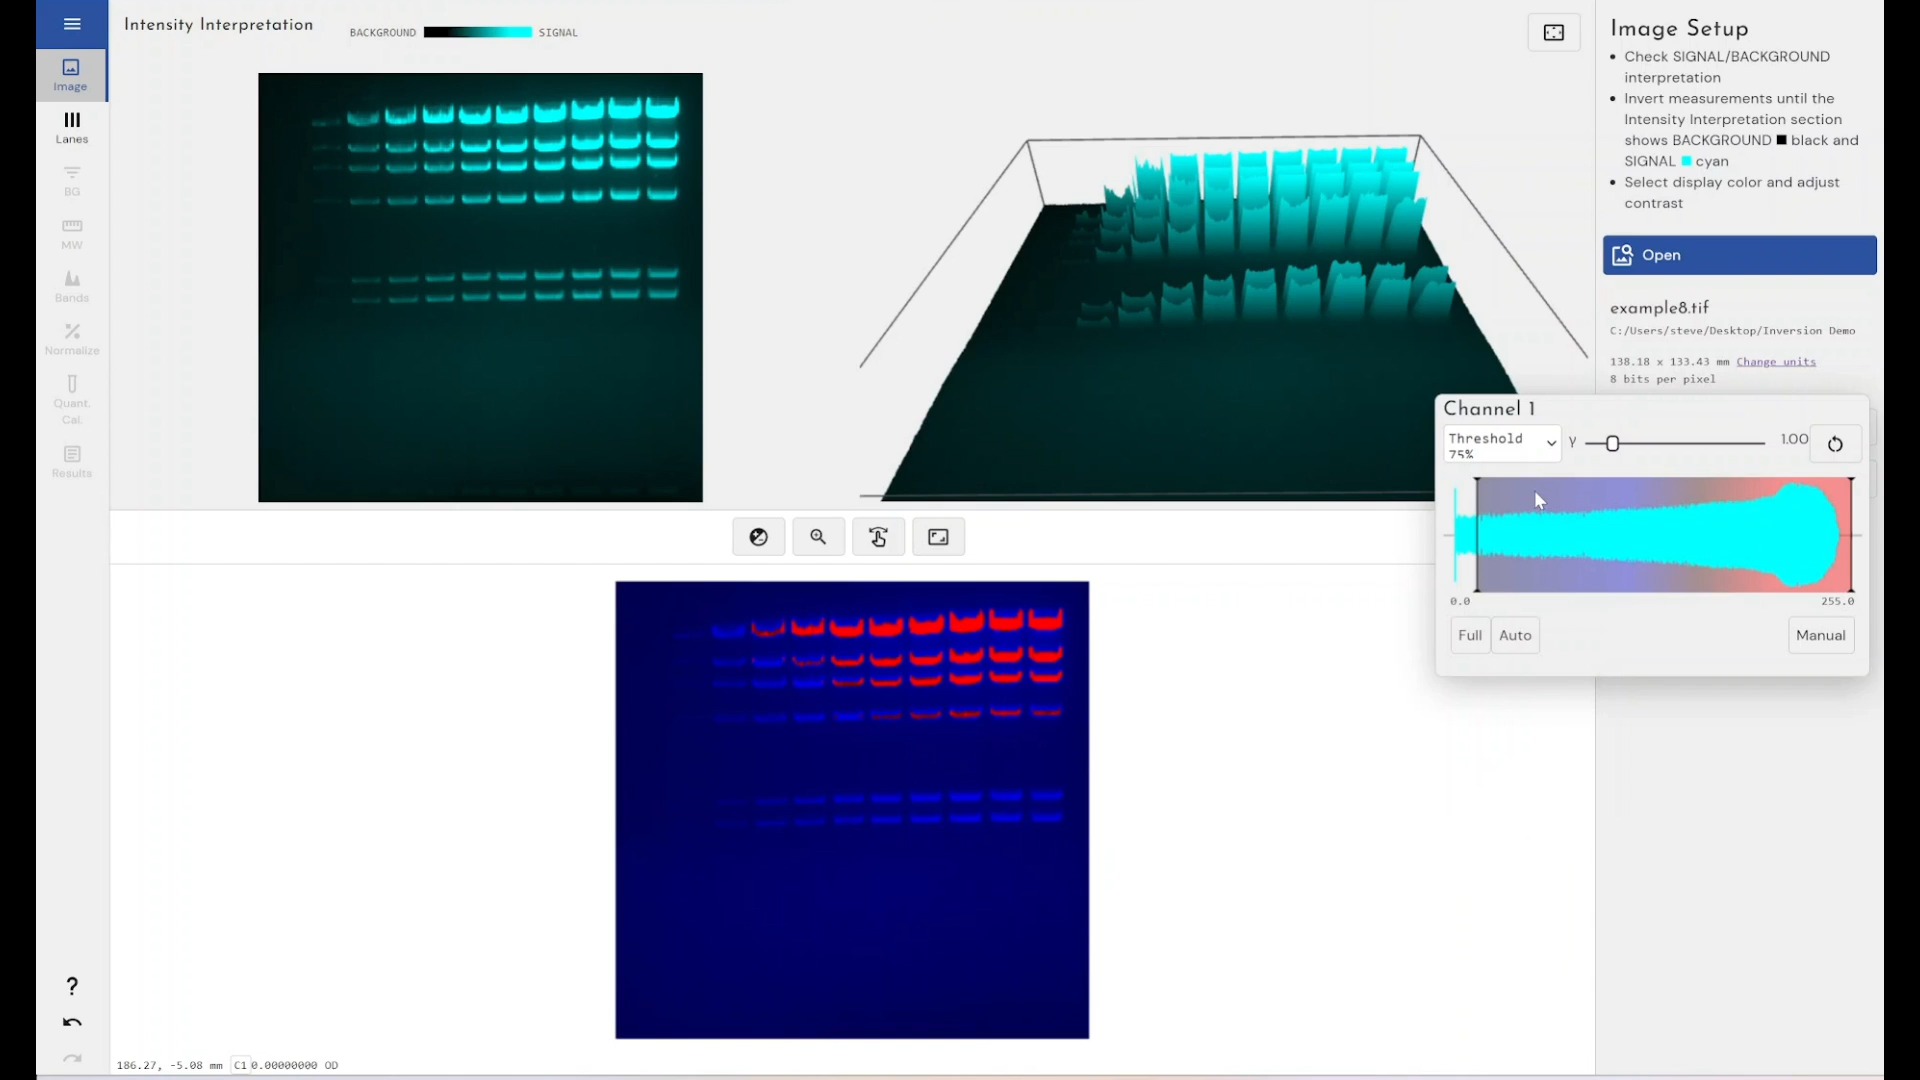 Intensity Interpretation
BACKGROUND SIGNAL
Image
Lanes
BG
MW
Bands
Normalize
Quant.
Cal.
Results
?
Image Setup
• Check SIGNAL/BACKGROUND
interpretation
• Invert measurements until the
Intensity Interpretation section
shows BACKGROUND black and
SIGNAL cyan
• Select display color and adjust
contrast
Open
example8.tif
C:/Users/steve/Desktop/Inversion Demo
138.18 x 133.43 mm Change units
8 bits per pixel
Channel 1
Threshold
75%
γ 1.00
0.0 255.0
Full Auto Manual
186.27, -5.08 mm C1 0.00000000 OD